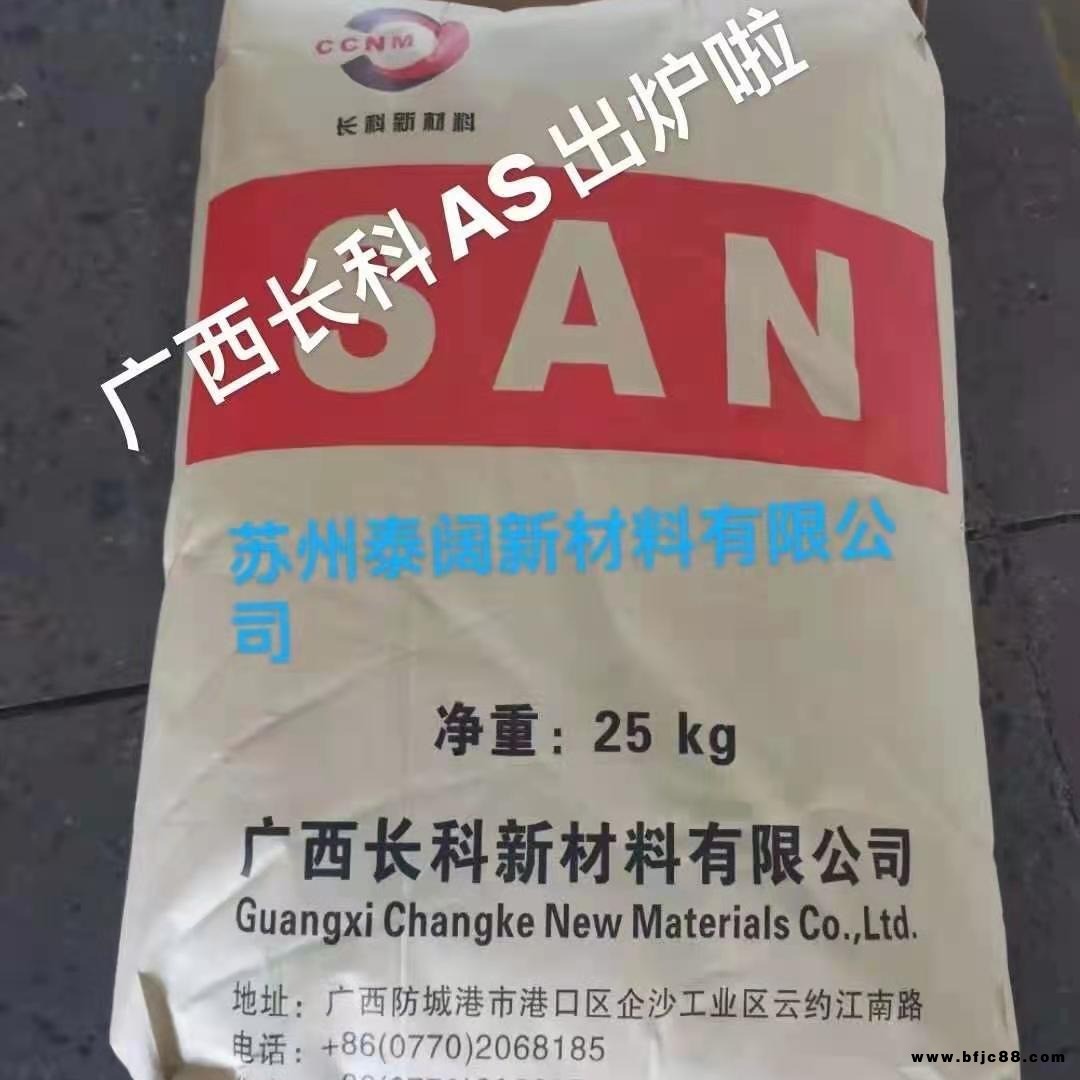 CCNM
长科新材料
广西长科AS出炉啦
SAN
苏州泰阔新材料有限公
司
净重：25 kg
广西长科新材料有限公司
Guangxi Changke New Materials Co.,Ltd.
地址：广西防城港市港口区企沙工业区云约江南路
电话：+86(0770)2068185
www.bfjc88.com